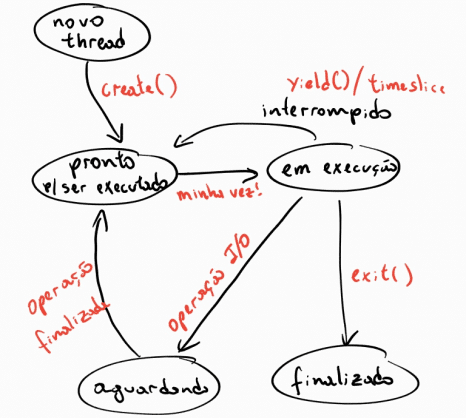 novo
thread
create()
yield()/timeslice
interrompido
pronto
p/ser executado
minha vez!
em execução
operação
finalizada
operação I/O
exit()
aguardando
finalizado